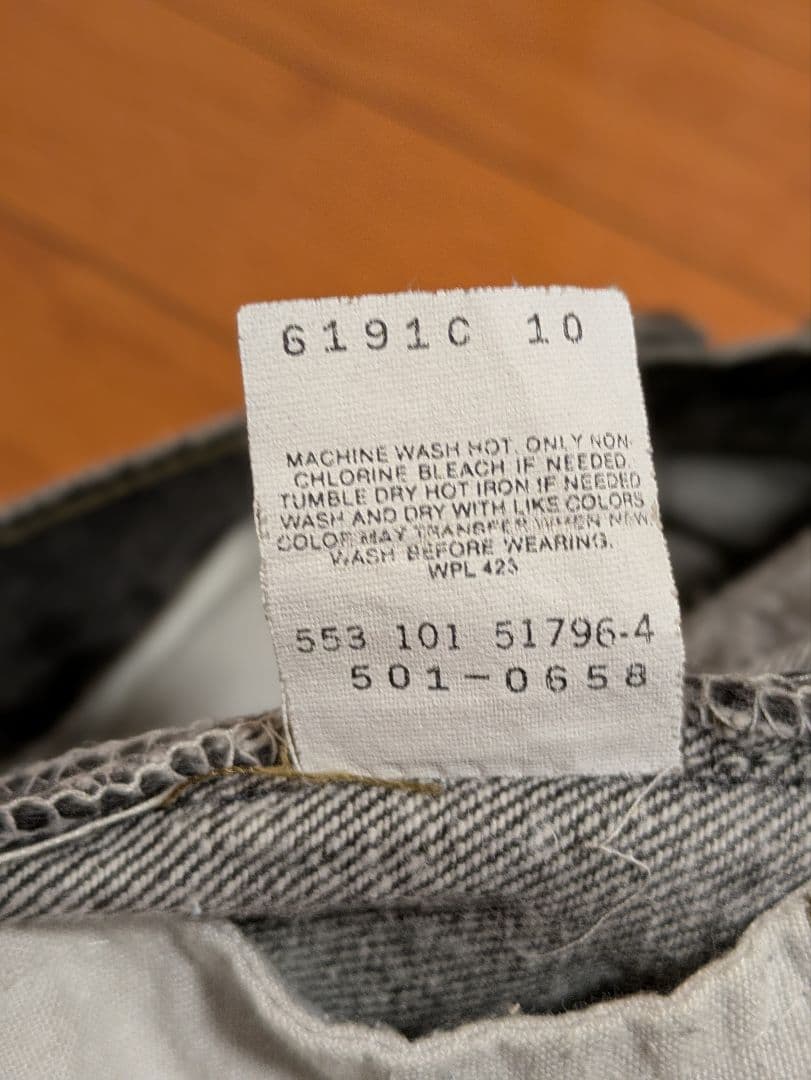 6191C 10
MACHINE WASH HOT. ONLY NON-
CHLORINE BLEACH IF NEEDED.
TUMBLE DRY HOT IRON IF NEEDED
WASH AND DRY WITH LIKE COLORS
COLOR MAY TRANSFER WHEN NEW.
WASH BEFORE WEARING.
WPL 423
553 101 51796-4
501-0658